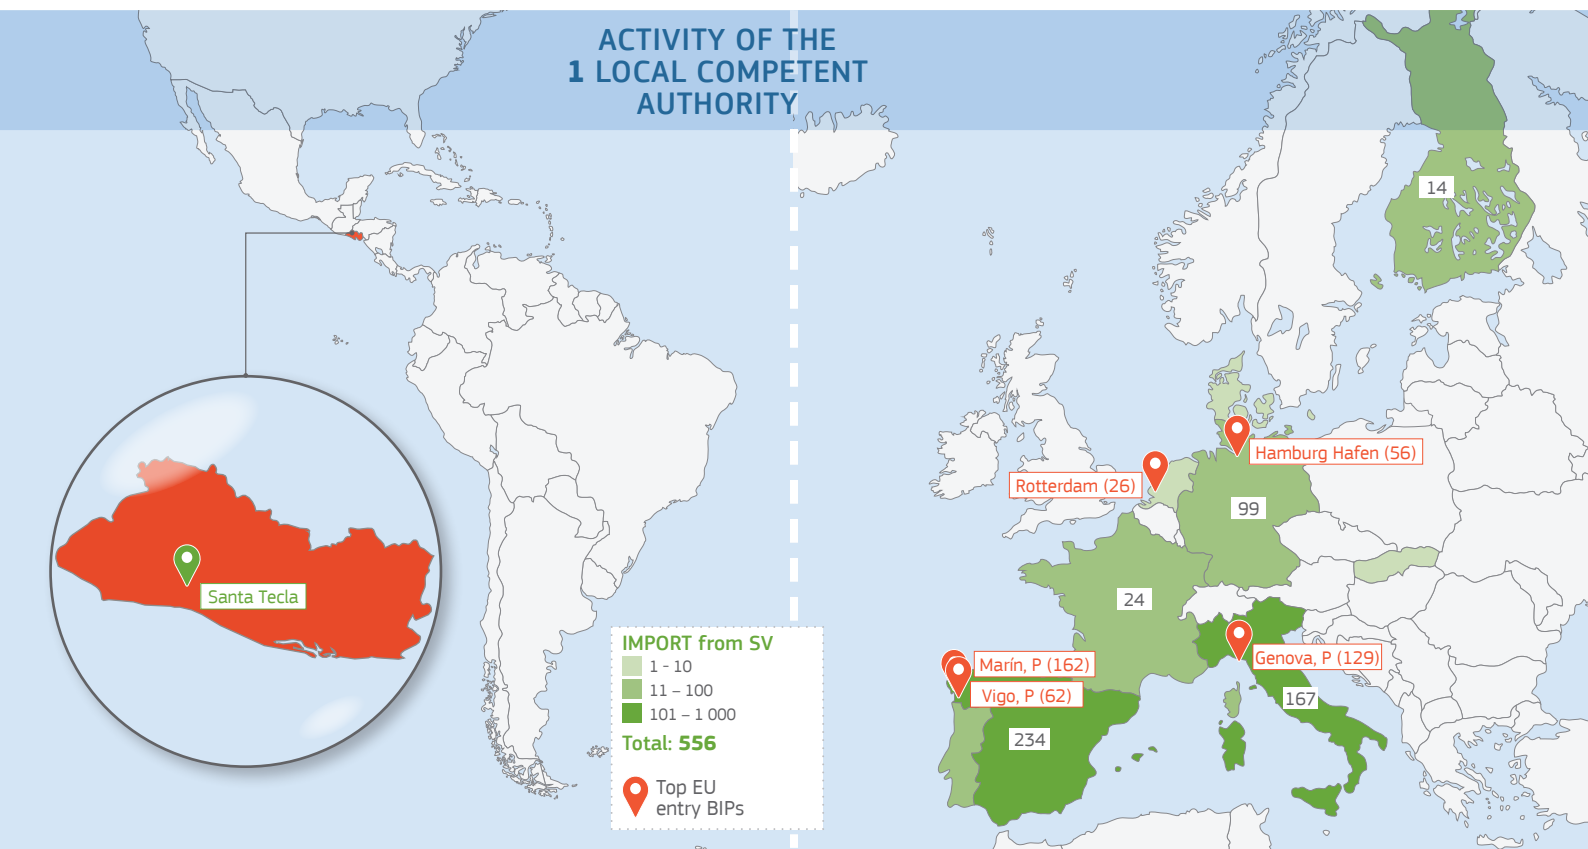 ACTIVITY OF THE
1 LOCAL COMPETENT
AUTHORITY
14
Hamburg Hafen (56)
Rotterdam (26)
99
Santa Tecla
24
IMPORT from SV
1 - 10
11 – 100
101 – 1 000
Total: 556
Top EU
entry BIPs
Marín, P (162)
Vigo, P (62)
Genova, P (129)
167
234